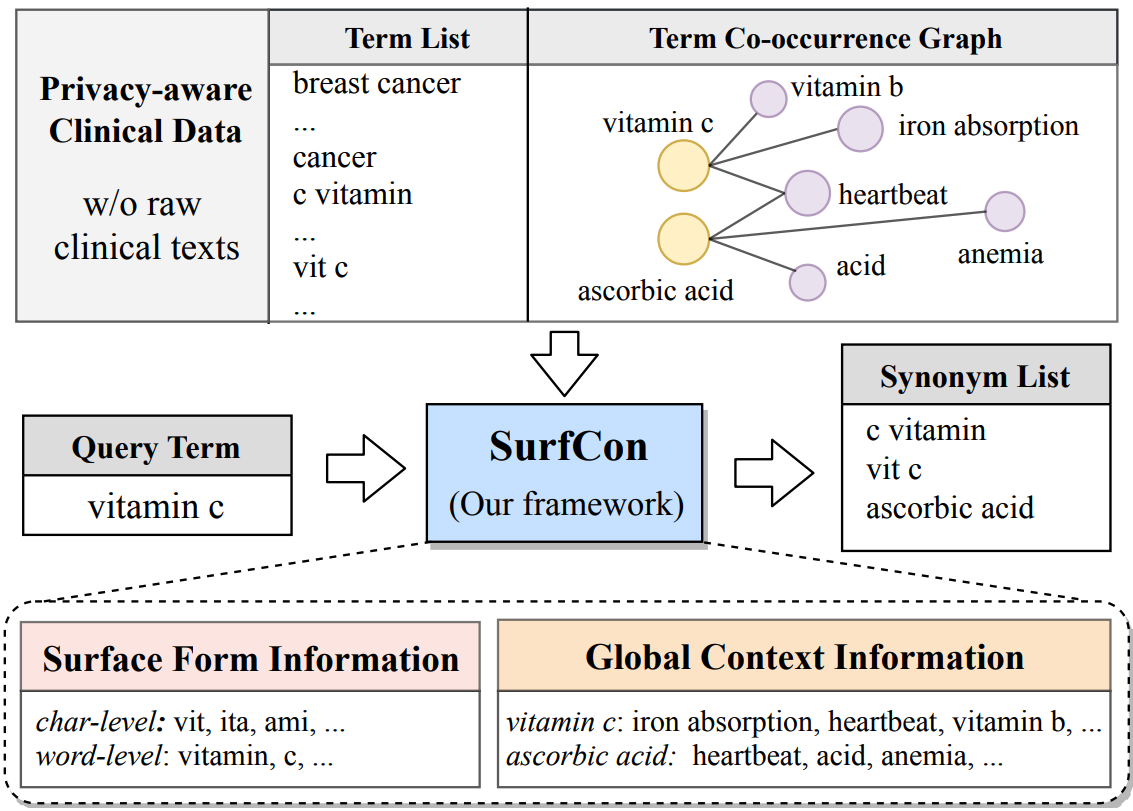 Privacy-aware
Clinical Data
w/o raw
clinical texts
Term List
breast cancer
...
cancer
c vitamin
...
vit c
...
Term Co-occurrence Graph
vitamin b
vitamin c
iron absorption
heartbeat
anemia
acid
ascorbic acid
Query Term
vitamin c
SurfCon
(Our framework)
Synonym List
c vitamin
vit c
ascorbic acid
Surface Form Information
char-level: vit, ita, ami, ...
word-level: vitamin, c, ...
Global Context Information
vitamin c: iron absorption, heartbeat, vitamin b, ...
ascorbic acid: heartbeat, acid, anemia, ...